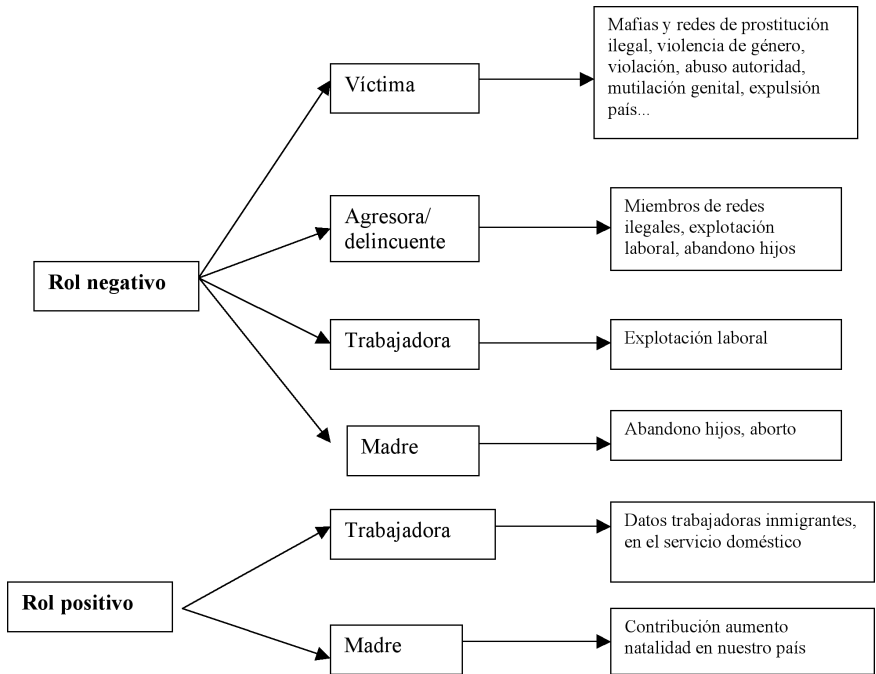 Mafias y redes de prostitución
ilegal, violencia de género,
violación, abuso autoridad,
mutilación genital, expulsión
país...
Víctima
Agresora/
delincuente
Miembros de redes
ilegales, explotación
laboral, abandono hijos
Rol negativo
Trabajadora
Explotación laboral
Madre
Abandono hijos, aborto
Trabajadora
Datos trabajadoras inmigrantes,
en el servicio doméstico
Rol positivo
Madre
Contribución aumento
natalidad en nuestro país